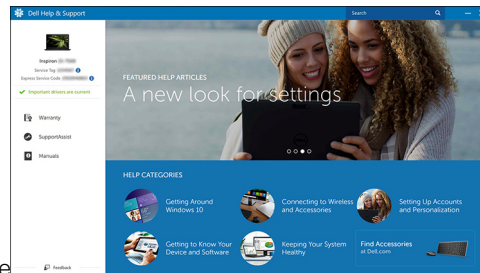 Dell Help & Support
Search
Inspiron
Service Tag
Express Service Code
Important drivers are current
Warranty
SupportAssist
Manuals
Feedback
FEATURED HELP ARTICLES
A new look for settings
HELP CATEGORIES
Getting Around
Windows 10
Connecting to Wireless
and Accessories
Setting Up Accounts
and Personalization
Getting to Know Your
Device and Software
Keeping Your System
Healthy
Find Accessories
at Dell.com
e